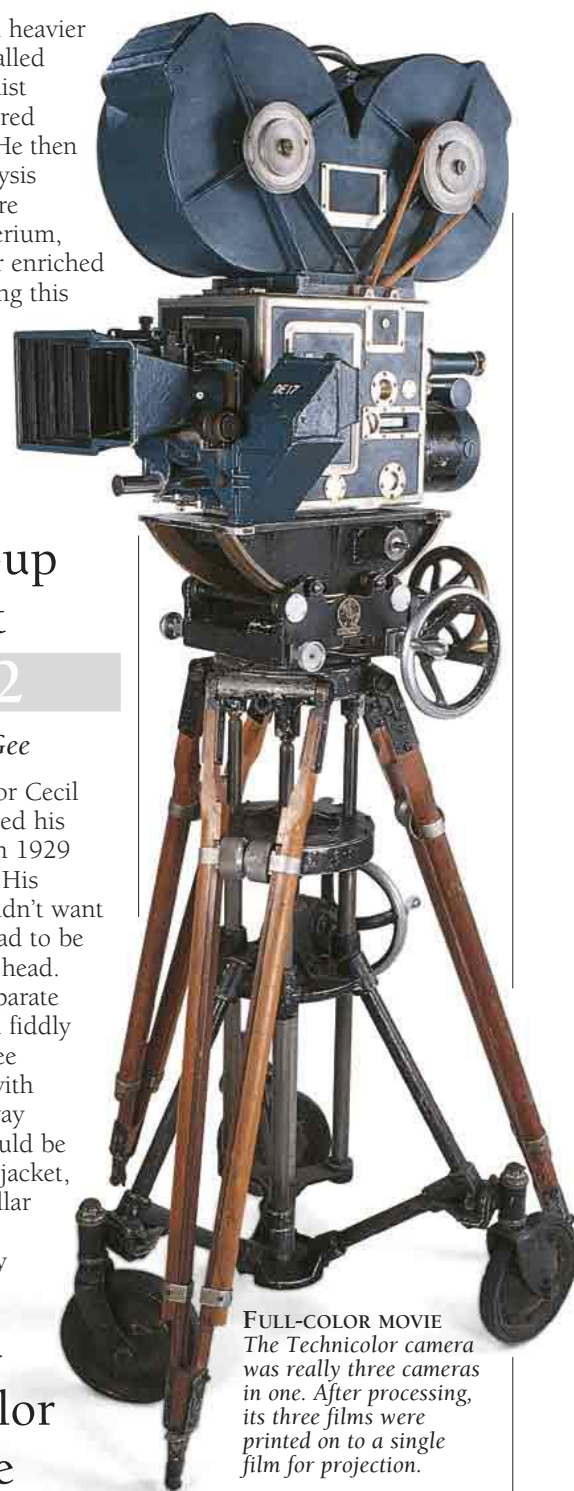 heavier
alled
ist
red
He then
ysis
re
erium,
r enriched
ng this
DE17
up
t
2
Gee
or Cecil
ed his
n 1929
His
dn't want
ad to be
head.
parate
fiddly
ee
with
ay
uld be
jacket,
llar
y
lor
e
FULL-COLOR MOVIE
The Technicolor camera
was really three cameras
in one. After processing,
its three films were
printed on to a single
film for projection.